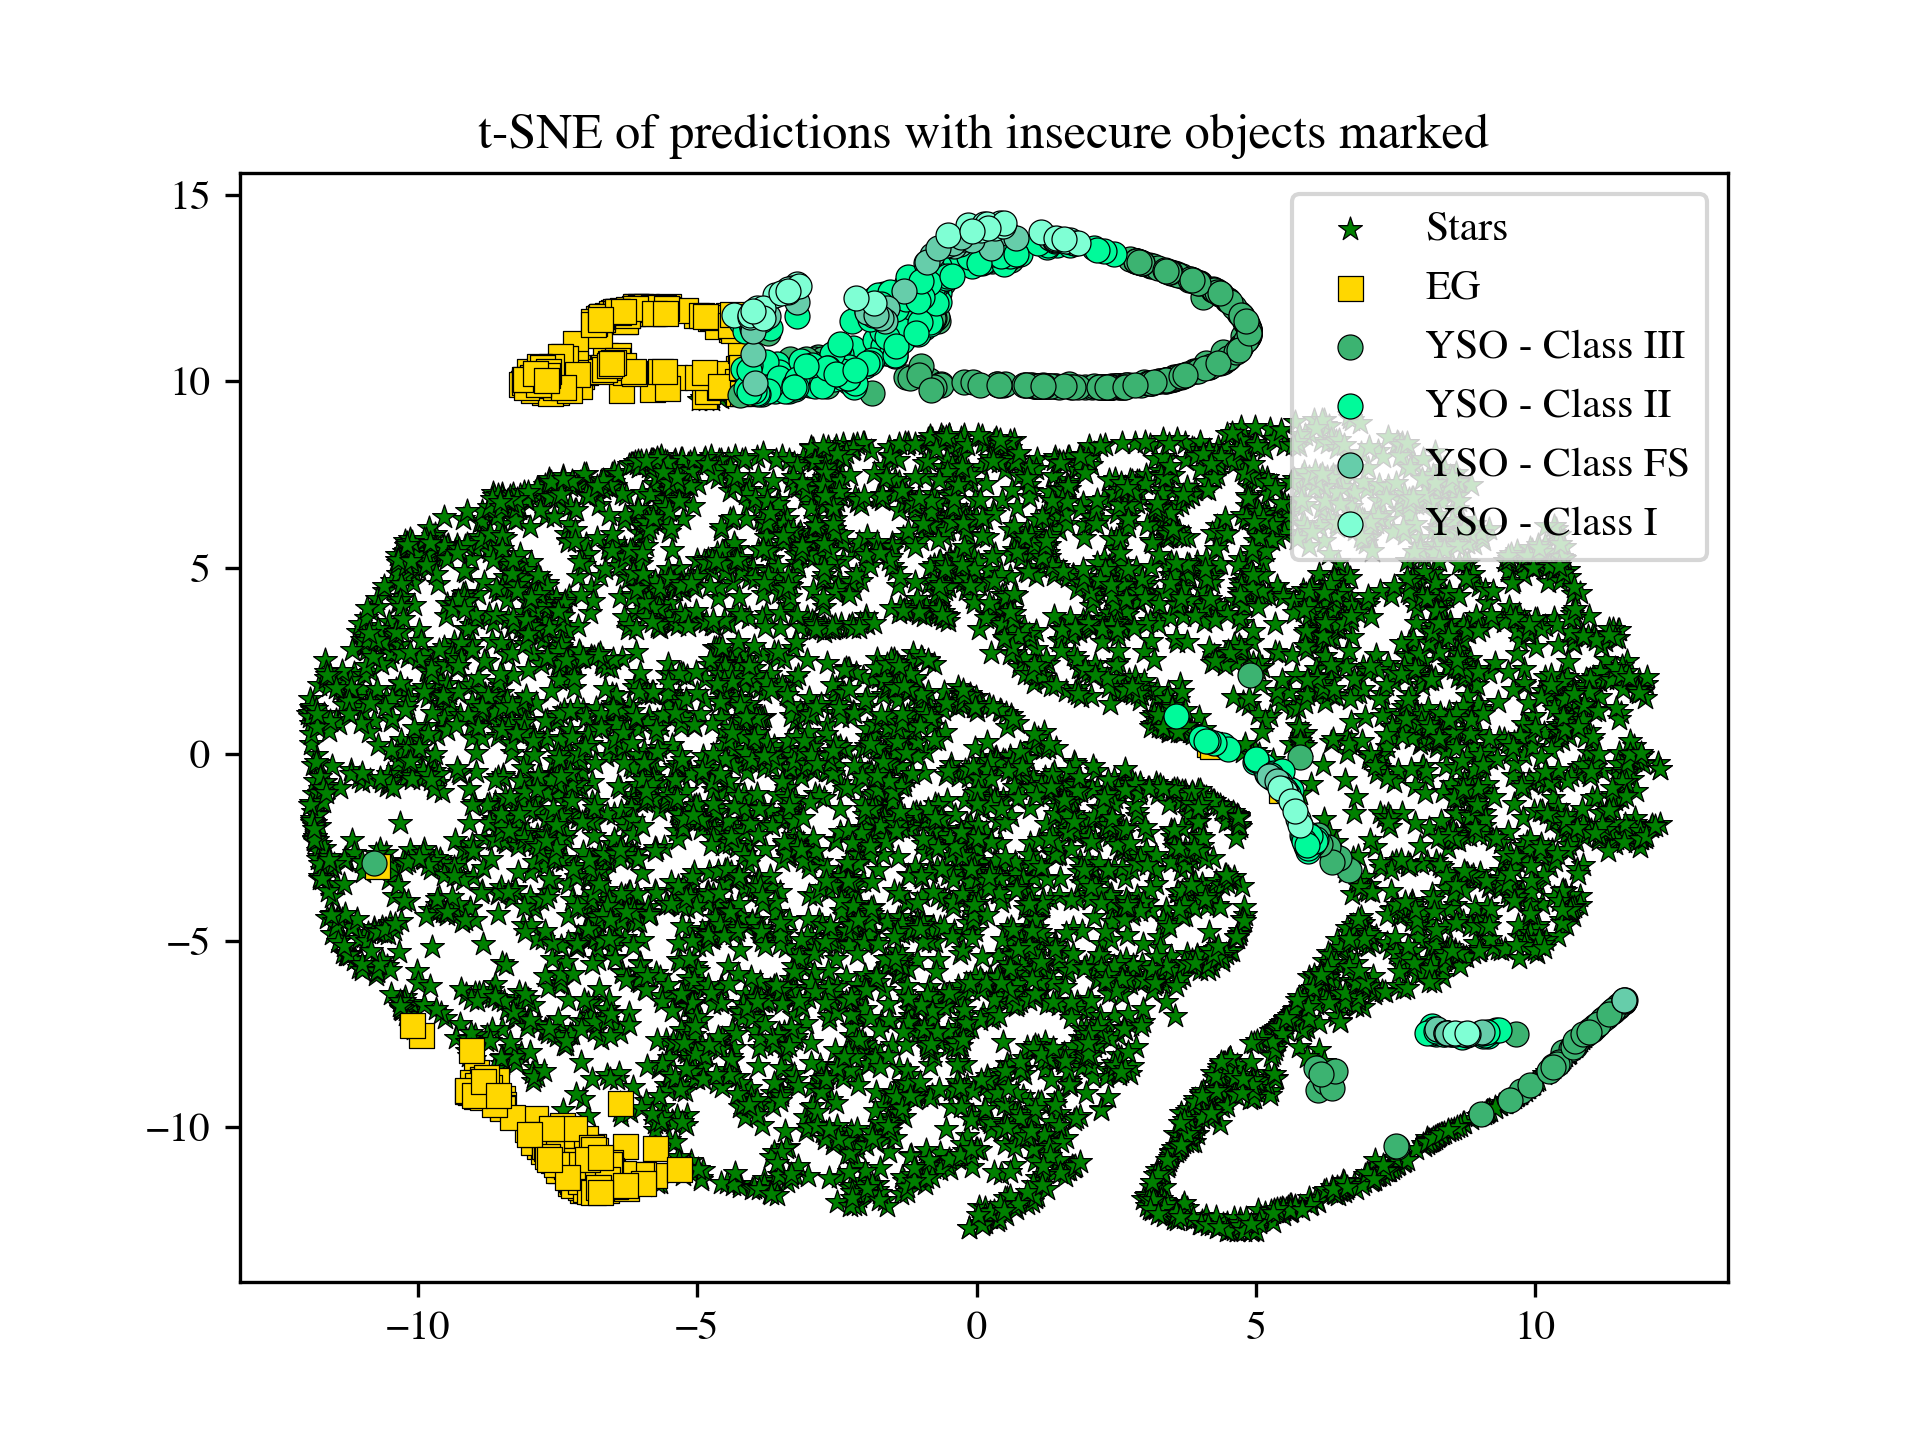 t-SNE of predictions with insecure objects marked
15
10
5
0
−5
−10
Stars
EG
YSO - Class III
YSO - Class II
YSO - Class FS
YSO - Class I
−10
−5
0
5
10